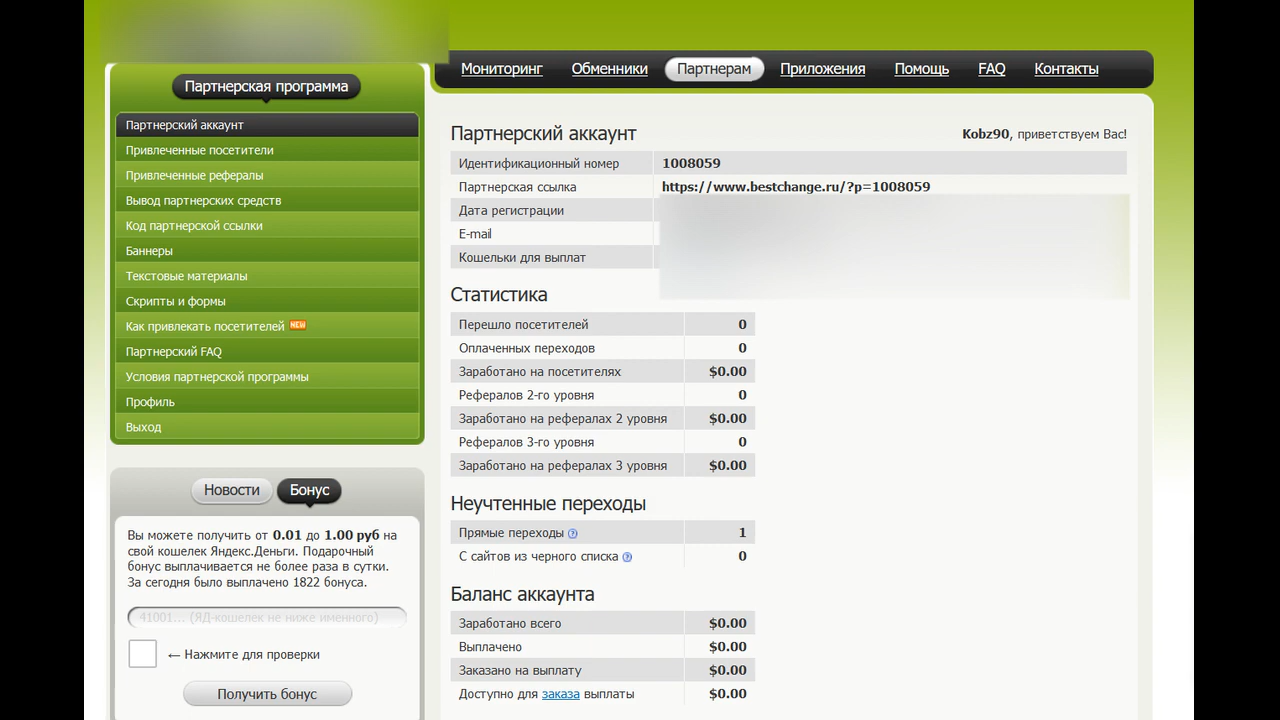 Мониторинг Обменники Партнерам Приложения Помощь FAQ Контакты
Партнерская программа
Партнерский аккаунт
Привлеченные посетители
Привлеченные рефералы
Вывод партнерских средств
Код партнерской ссылки
Баннеры
Текстовые материалы
Скрипты и формы
Как привлекать посетителей NEW
Партнерский FAQ
Условия партнерской программы
Профиль
Выход
Новости Бонус
Вы можете получить от 0.01 до 1.00 руб на
свой кошелек Яндекс.Деньги. Подарочный
бонус выплачивается не более раза в сутки.
За сегодня было выплачено 1822 бонуса.
41001... (ЯД-кошелек не ниже именного)
← Нажмите для проверки
Получить бонус
Партнерский аккаунт Kobz90, приветствуем Вас!
Идентификационный номер 1008059
Партнерская ссылка https://www.bestchange.ru/?p=1008059
Дата регистрации
E-mail
Кошельки для выплат
Статистика
Перешло посетителей 0
Оплаченных переходов 0
Заработано на посетителях $0.00
Рефералов 2-го уровня 0
Заработано на рефералах 2 уровня $0.00
Рефералов 3-го уровня 0
Заработано на рефералах 3 уровня $0.00
Неучтенные переходы
Прямые переходы ? 1
С сайтов из черного списка ? 0
Баланс аккаунта
Заработано всего $0.00
Выплачено $0.00
Заказано на выплату $0.00
Доступно для заказа выплаты $0.00